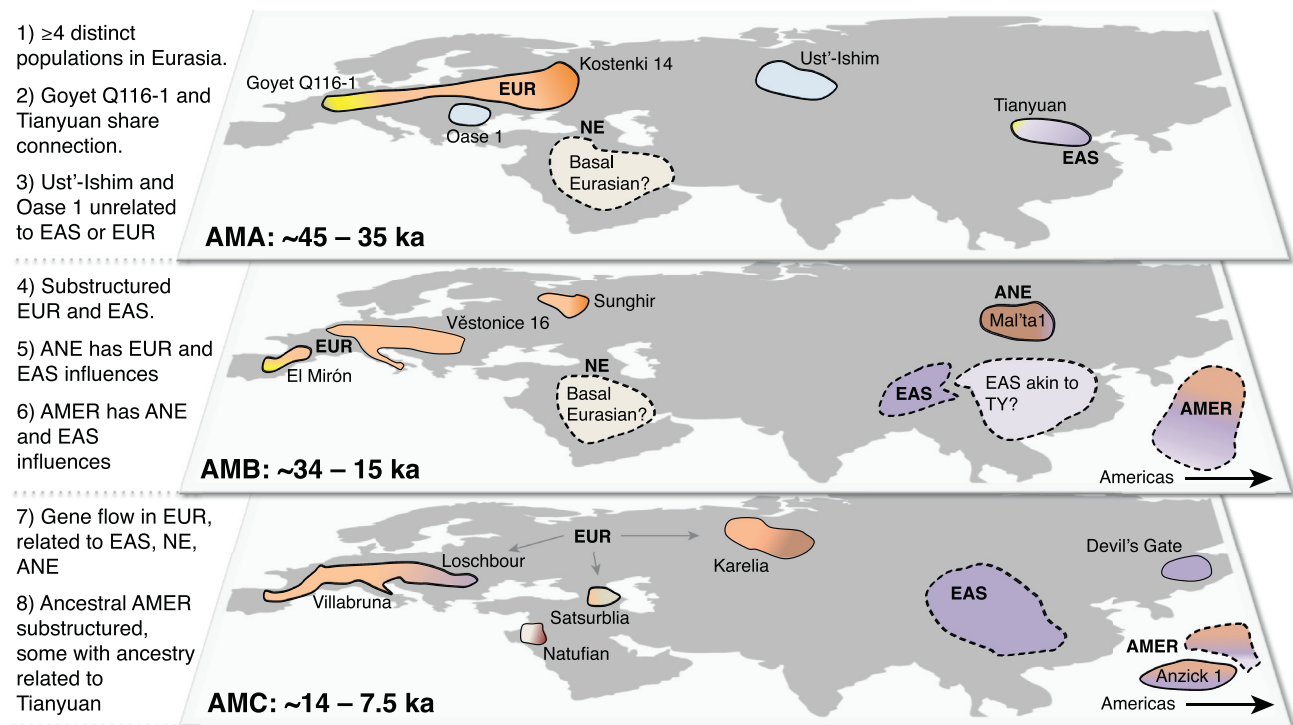 1) ≥4 distinct
populations in Eurasia.
2) Goyet Q116-1 and
Tianyuan share
connection.
3) Ust’-Ishim and
Oase 1 unrelated
to EAS or EUR
Goyet Q116-1
EUR
Kostenki 14
Oase 1
NE
Basal
Eurasian?
Ust’-Ishim
Tianyuan
EAS
AMA: ~45 – 35 ka
4) Substructured
EUR and EAS.
5) ANE has EUR and
EAS influences
6) AMER has ANE
and EAS
influences
Sunghir
Věstonice 16
EUR
El Mirón
NE
Basal
Eurasian?
ANE
Mal’ta1
EAS
EAS akin to
TY?
AMER
Americas
AMB: ~34 – 15 ka
7) Gene flow in EUR,
related to EAS, NE,
ANE
8) Ancestral AMER
substructured,
some with ancestry
related to
Tianyuan
EUR
Loschbour
Villabruna
Karelia
Satsurblia
Natufian
EAS
Devil’s Gate
AMER
Anzick 1
Americas
AMC: ~14 – 7.5 ka